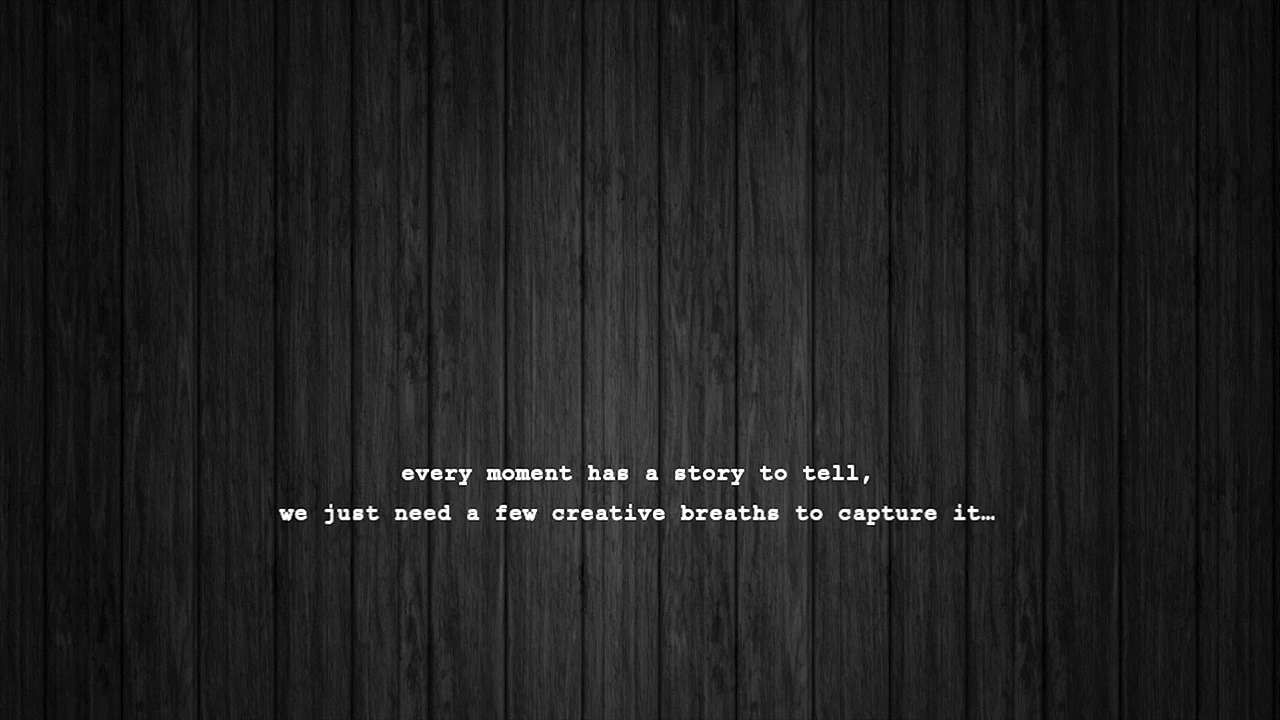 every moment has a story to tell,
we just need a few creative breaths to capture it…